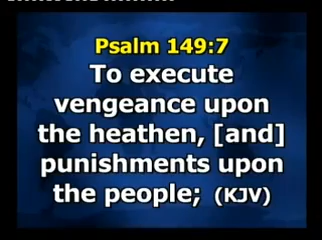 Psalm 149:7
To execute
vengeance upon
the heathen, [and]
punishments upon
the people; (KJV)